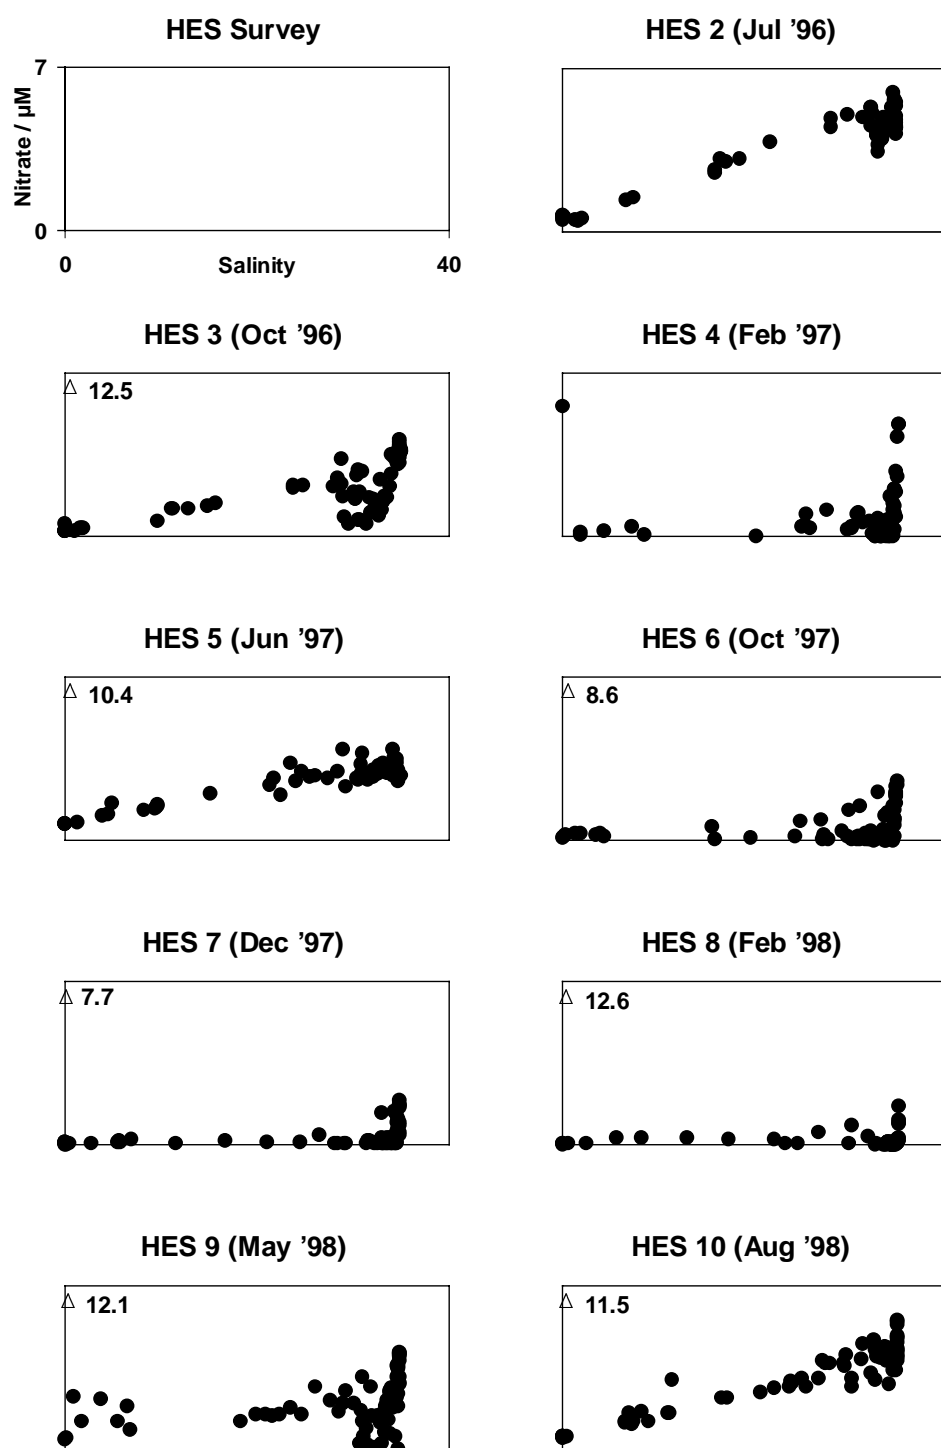 HES Survey
HES 2 (Jul '96)
7
Nitrate / µM
0
0 Salinity 40
HES 3 (Oct '96)
HES 4 (Feb '97)
△ 12.5
HES 5 (Jun '97)
HES 6 (Oct '97)
△ 10.4
△ 8.6
HES 7 (Dec '97)
HES 8 (Feb '98)
△ 7.7
△ 12.6
HES 9 (May '98)
HES 10 (Aug '98)
△ 12.1
△ 11.5